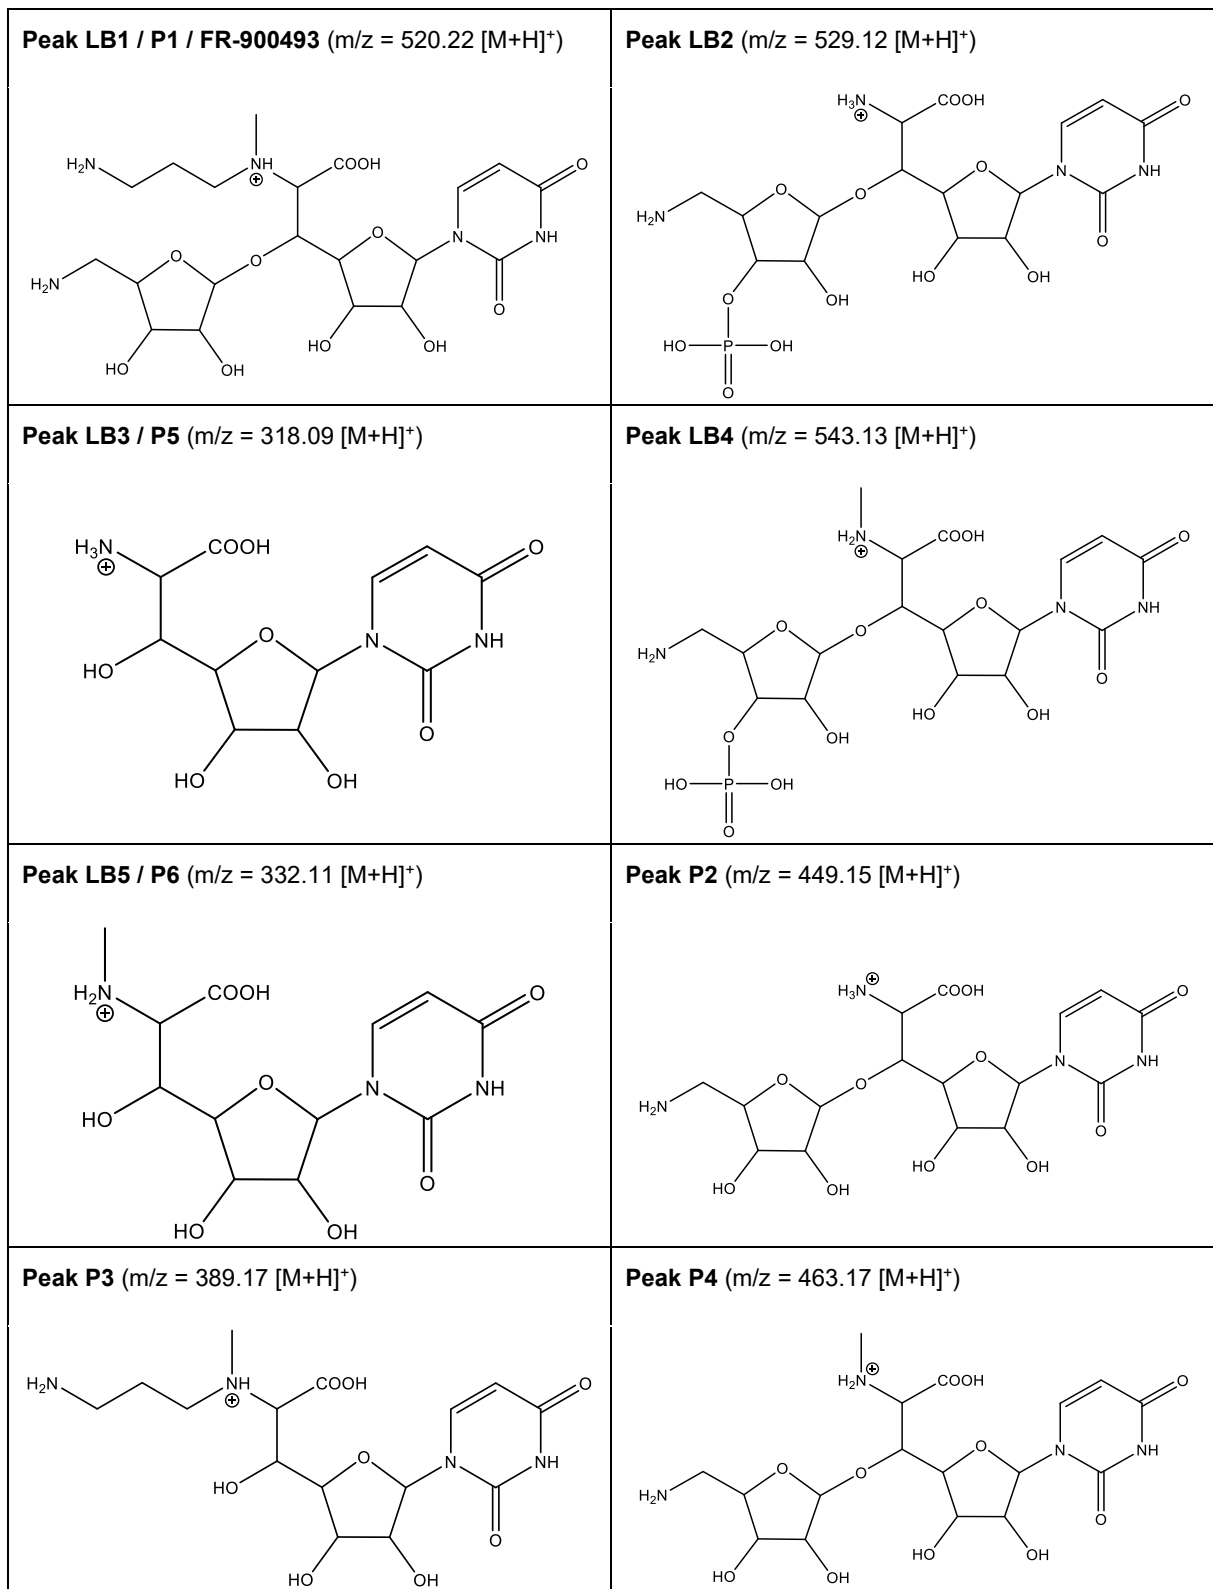 Peak LB1 / P1 / FR-900493 (m/z = 520.22 [M+H]⁺)
H₂N
NH
⊕
COOH
O
N
NH
O
O
O
O
H₂N
HO
OH
HO
OH
Peak LB2 (m/z = 529.12 [M+H]⁺)
H₃N
⊕
COOH
O
N
NH
O
O
O
O
H₂N
HO
OH
O
OH
HO
P
OH
O
Peak LB3 / P5 (m/z = 318.09 [M+H]⁺)
H₃N
⊕
COOH
O
O
N
NH
HO
O
HO
OH
Peak LB4 (m/z = 543.13 [M+H]⁺)
H₂N
⊕
COOH
O
N
NH
O
O
O
O
H₂N
HO
OH
O
OH
HO
P
OH
O
Peak LB5 / P6 (m/z = 332.11 [M+H]⁺)
H₂N
⊕
COOH
O
O
N
NH
HO
O
HO
OH
Peak P2 (m/z = 449.15 [M+H]⁺)
⊕
H₃N
COOH
O
N
NH
O
O
O
O
H₂N
HO
OH
HO
OH
Peak P3 (m/z = 389.17 [M+H]⁺)
H₂N
NH
⊕
COOH
O
O
N
NH
HO
O
HO
OH
Peak P4 (m/z = 463.17 [M+H]⁺)
⊕
H₂N
COOH
O
N
NH
O
O
O
O
H₂N
HO
OH
HO
OH